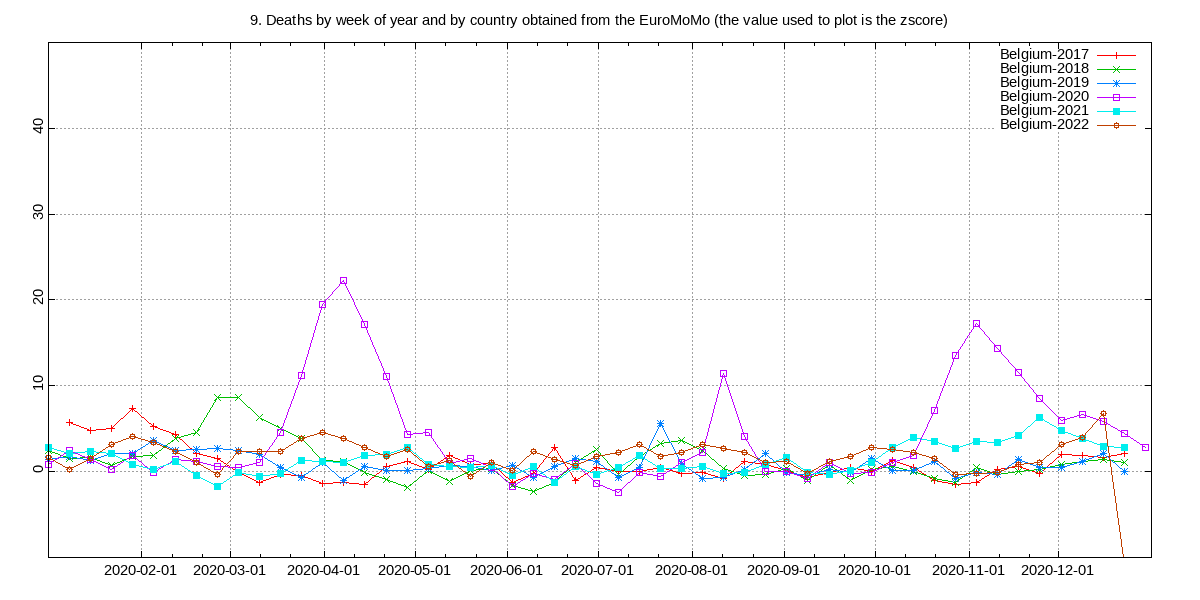 9. Deaths by week of year and by country obtained from the EuroMoMo (the value used to plot is the zscore)
Belgium-2017
Belgium-2018
Belgium-2019
Belgium-2020
Belgium-2021
Belgium-2022
40
30
20
10
0
2020-02-01 2020-03-01 2020-04-01 2020-05-01 2020-06-01 2020-07-01 2020-08-01 2020-09-01 2020-10-01 2020-11-01 2020-12-01